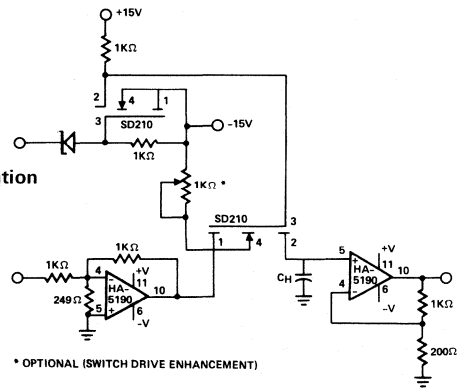 +15V
1KΩ
2
4
1
3
SD210
-15V
1KΩ
tion
1KΩ *
SD210
3
1
4
2
1KΩ
1KΩ
4
+V
11
HA-
5190
10
249Ω
5
6
-V
CH
5
+V
11
HA-
5190
10
4
6
-V
1KΩ
200Ω
* OPTIONAL (SWITCH DRIVE ENHANCEMENT)